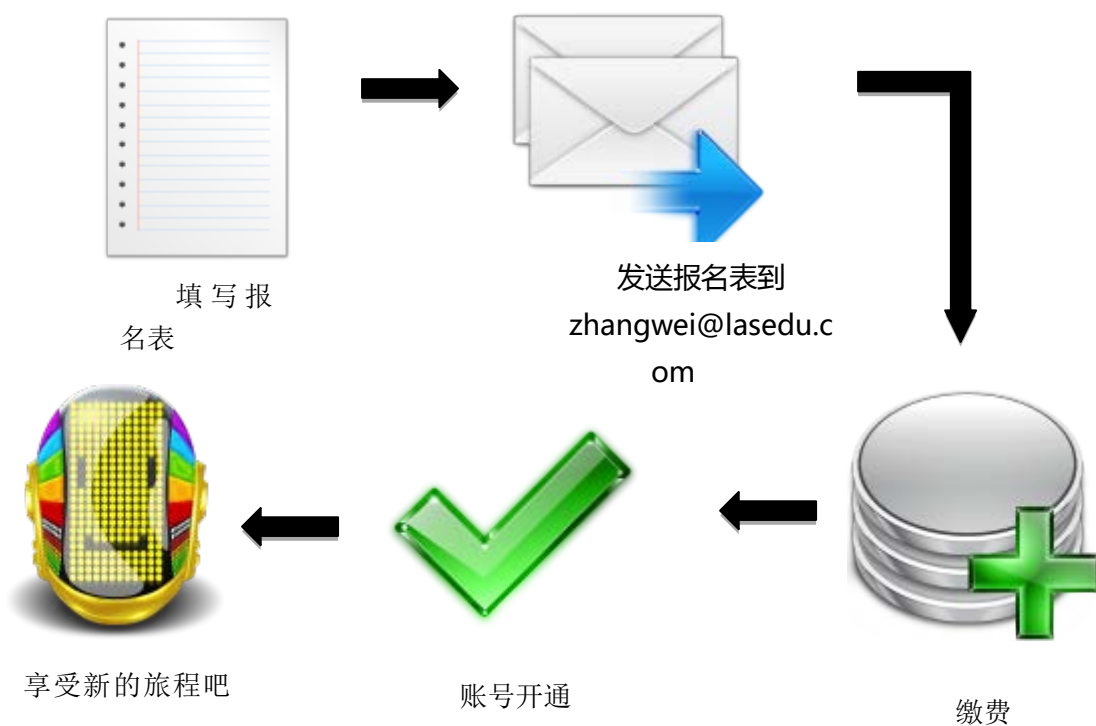 填写报
名表
发送报名表到
zhangwei@lasedu.c
om
缴费
账号开通
享受新的旅程吧